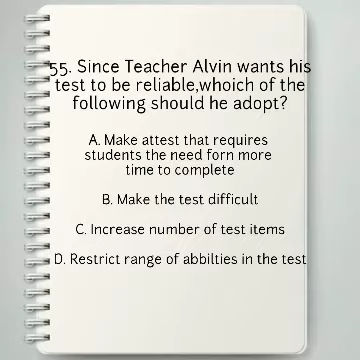 55. Since Teacher Alvin wants his
test to be reliable,whoich of the
following should he adopt?
A. Make attest that requires
students the need forn more
time to complete
B. Make the test difficult
C. Increase number of test items
D. Restrict range of abbilties in the test